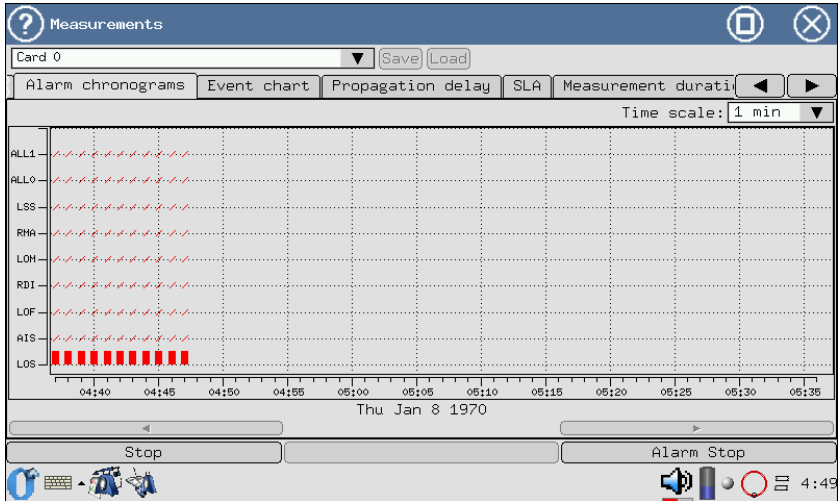 ? Measurements
Card 0 Save Load
Alarm chronograms Event chart Propagation delay SLA Measurement durati
Time scale: 1 min
ALL1
ALL0
LSS
RMA
LOM
RDI
LOF
AIS
LOS
04:40 04:45 04:50 04:55 05:00 05:05 05:10 05:15 05:20 05:25 05:30 05:35
Thu Jan 8 1970
Stop Alarm Stop
4:49